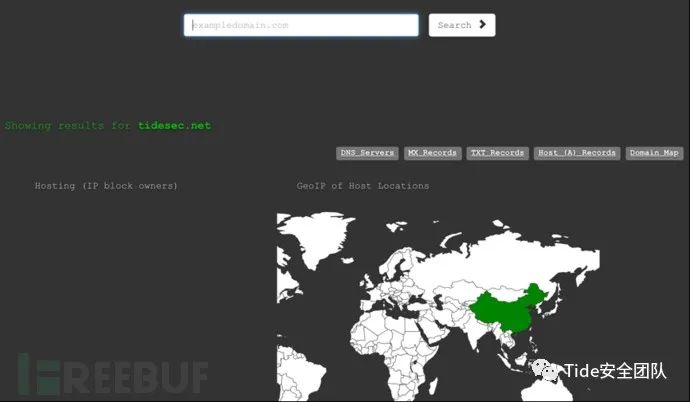 exampledomain.com
Search
Showing results for tidesec.net
DNS Servers MX Records TXT Records Host (A) Records Domain Map
Hosting (IP block owners)
GeoIP of Host Locations
FREEBUF
Tide安全团队